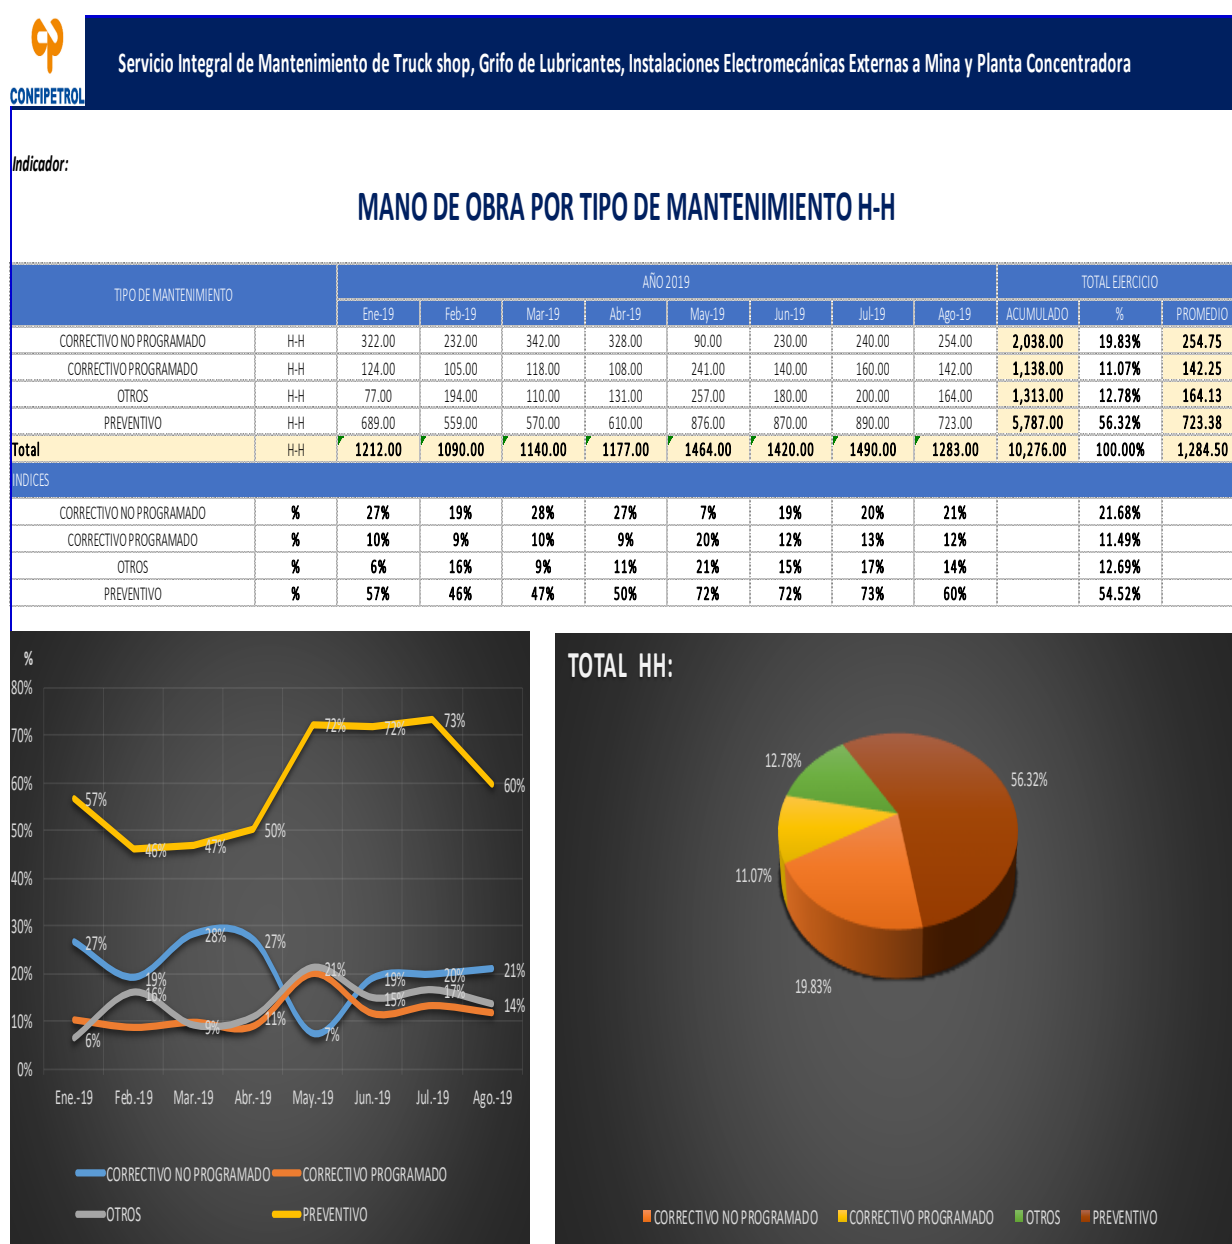 CONFIPETROL
Servicio Integral de Mantenimiento de Truck shop, Grifo de Lubricantes, Instalaciones Electromecánicas Externas a Mina y Planta Concentradora
Indicador:
MANO DE OBRA POR TIPO DE MANTENIMIENTO H-H
TIPO DE MANTENIMIENTO AÑO 2019 TOTAL EJERCICIO
Ene-19 Feb-19 Mar-19 Abr-19 May-19 Jun-19 Jul-19 Ago-19 ACUMULADO % PROMEDIO
CORRECTIVO NO PROGRAMADO H-H 322.00 232.00 342.00 328.00 90.00 230.00 240.00 254.00 2,038.00 19.83% 254.75
CORRECTIVO PROGRAMADO H-H 124.00 105.00 118.00 108.00 241.00 140.00 160.00 142.00 1,138.00 11.07% 142.25
OTROS H-H 77.00 194.00 110.00 131.00 257.00 180.00 200.00 164.00 1,313.00 12.78% 164.13
PREVENTIVO H-H 689.00 559.00 570.00 610.00 876.00 870.00 890.00 723.00 5,787.00 56.32% 723.38
Total H-H 1212.00 1090.00 1140.00 1177.00 1464.00 1420.00 1490.00 1283.00 10,276.00 100.00% 1,284.50
INDICES
CORRECTIVO NO PROGRAMADO % 27% 19% 28% 27% 7% 19% 20% 21% 21.68%
CORRECTIVO PROGRAMADO % 10% 9% 10% 9% 20% 12% 13% 12% 11.49%
OTROS % 6% 16% 9% 11% 21% 15% 17% 14% 12.69%
PREVENTIVO % 57% 46% 47% 50% 72% 72% 73% 60% 54.52%
%
80%
70%
60%
50%
40%
30%
20%
10%
0%
57% 46% 47% 50% 72% 72% 73% 60%
27% 19% 28% 27% 7% 19% 20% 21%
6% 16% 9% 11% 21% 15% 17% 14%
Ene.-19 Feb.-19 Mar.-19 Abr.-19 May.-19 Jun.-19 Jul.-19 Ago.-19
CORRECTIVO NO PROGRAMADO CORRECTIVO PROGRAMADO
OTROS PREVENTIVO
TOTAL HH:
12.78%
56.32%
11.07%
19.83%
CORRECTIVO NO PROGRAMADO CORRECTIVO PROGRAMADO OTROS PREVENTIVO